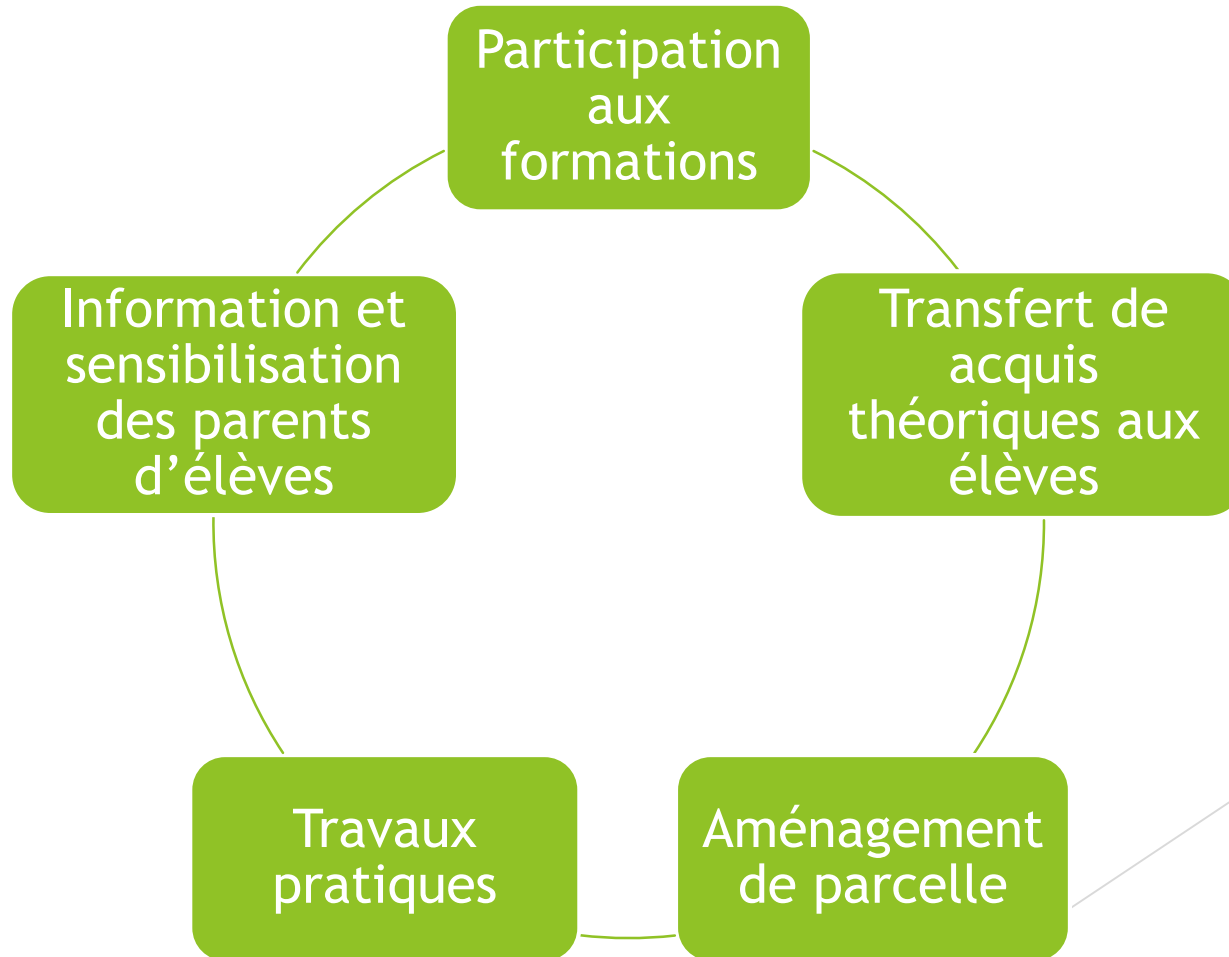 Participation
aux
formations
Transfert de
acquis
théoriques aux
élèves
Aménagement
de parcelle
Travaux
pratiques
Information et
sensibilisation
des parents
d’élèves